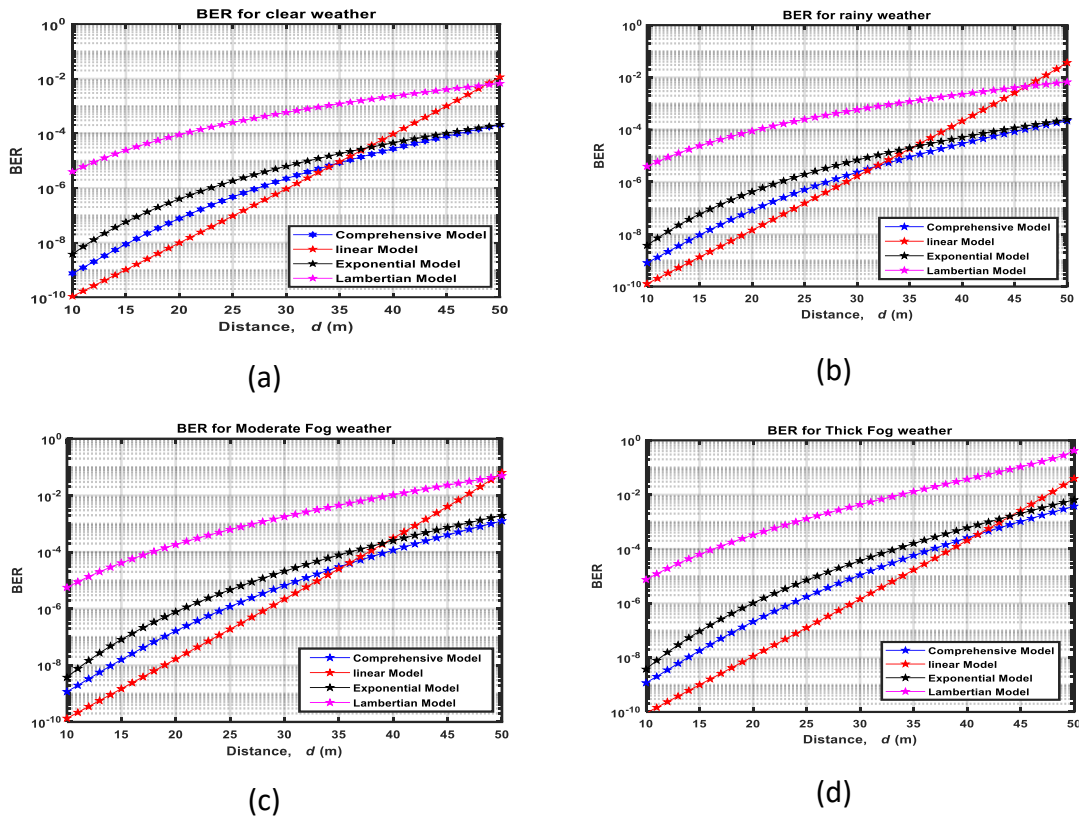 BER for clear weather
10^0
10^-2
10^-4
10^-6
10^-8
10^-10
BER
Comprehensive Model
linear Model
Exponential Model
Lambertian Model
10 15 20 25 30 35 40 45 50
Distance, d (m)
(a)
BER for rainy weather
10^0
10^-2
10^-4
10^-6
10^-8
10^-10
BER
Comprehensive Model
linear Model
Exponential Model
Lambertian Model
10 15 20 25 30 35 40 45 50
Distance, d (m)
(b)
BER for Moderate Fog weather
10^0
10^-2
10^-4
10^-6
10^-8
10^-10
BER
Comprehensive Model
linear Model
Exponential Model
Lambertian Model
10 15 20 25 30 35 40 45 50
Distance, d (m)
(c)
BER for Thick Fog weather
10^0
10^-2
10^-4
10^-6
10^-8
10^-10
BER
Comprehensive Model
linear Model
Exponential Model
Lambertian Model
10 15 20 25 30 35 40 45 50
Distance, d (m)
(d)